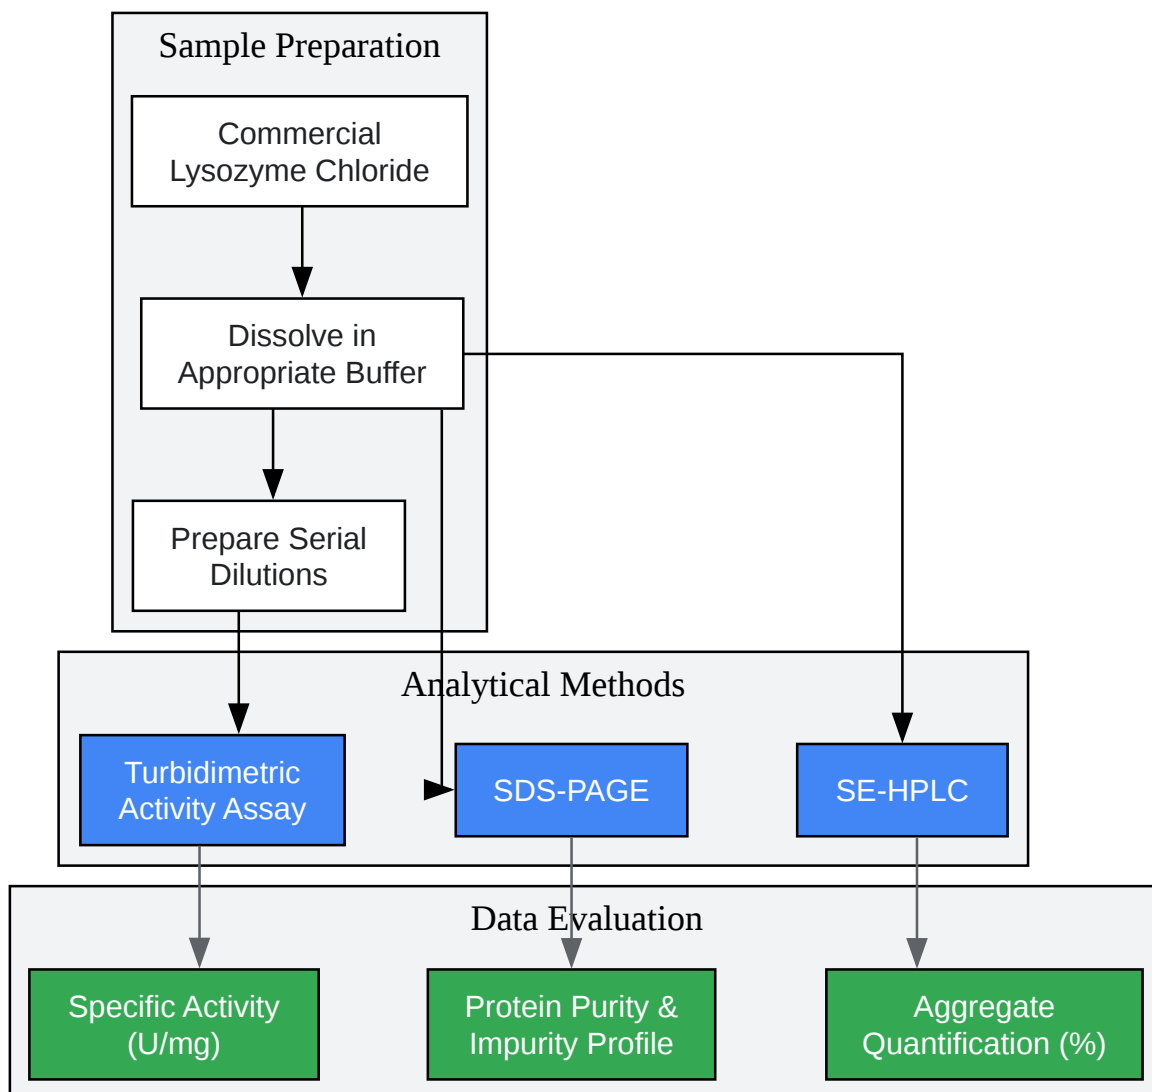 Sample Preparation
Commercial
Lysozyme Chloride
Dissolve in
Appropriate Buffer
Prepare Serial
Dilutions
Analytical Methods
Turbidimetric
Activity Assay
SDS-PAGE
SE-HPLC
Data Evaluation
Specific Activity
(U/mg)
Protein Purity &
Impurity Profile
Aggregate
Quantification (%)